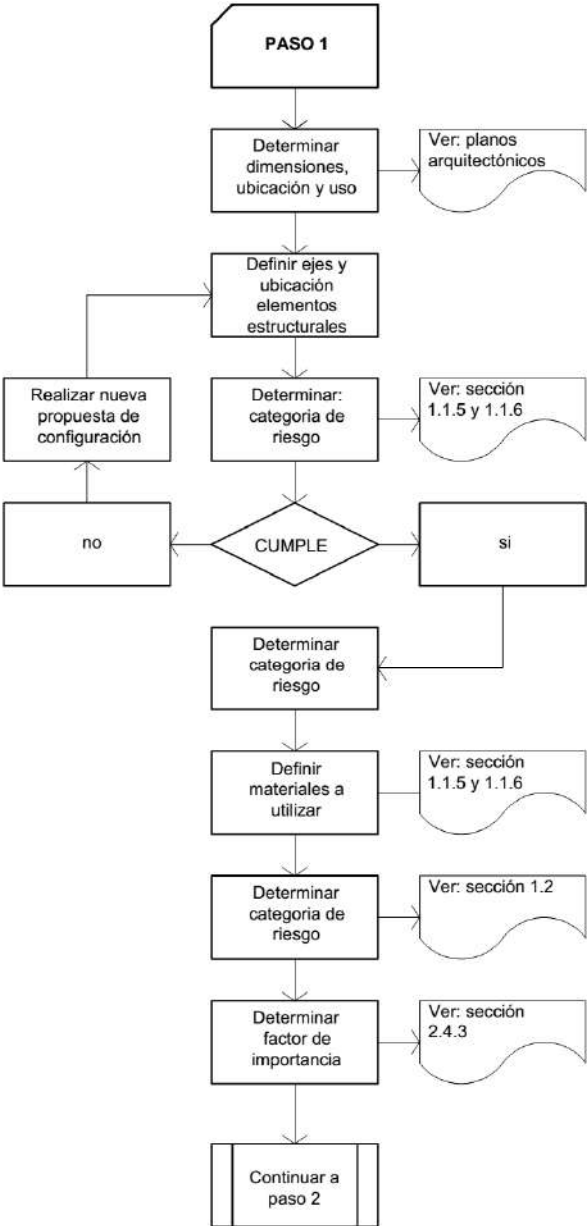 PASO 1
Determinar
dimensiones,
ubicación y uso
Ver: planos
arquitectónicos
Definir ejes y
ubicación
elementos
estructurales
Realizar nueva
propuesta de
configuración
Determinar:
categoria de
riesgo
Ver: sección
1.1.5 y 1.1.6
no
CUMPLE
si
Determinar
categoria de
riesgo
Definir
materiales a
utilizar
Ver: sección
1.1.5 y 1.1.6
Determinar
categoria de
riesgo
Ver: sección 1.2
Determinar
factor de
importancia
Ver: sección
2.4.3
Continuar a
paso 2